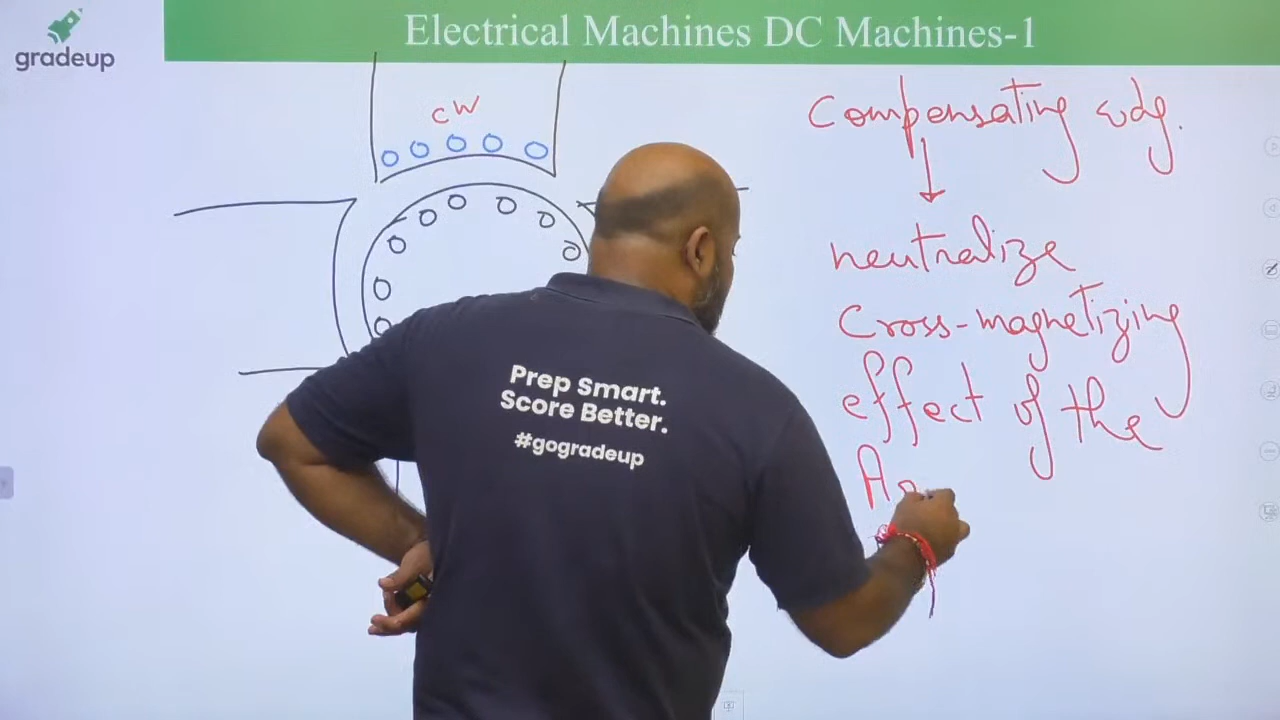 Electrical Machines DC Machines-1
gradeup
CW
Compensating wdg.
neutralize
cross-magnetizing
effect of the
Prep Smart.
Score Better.
#gogradeup